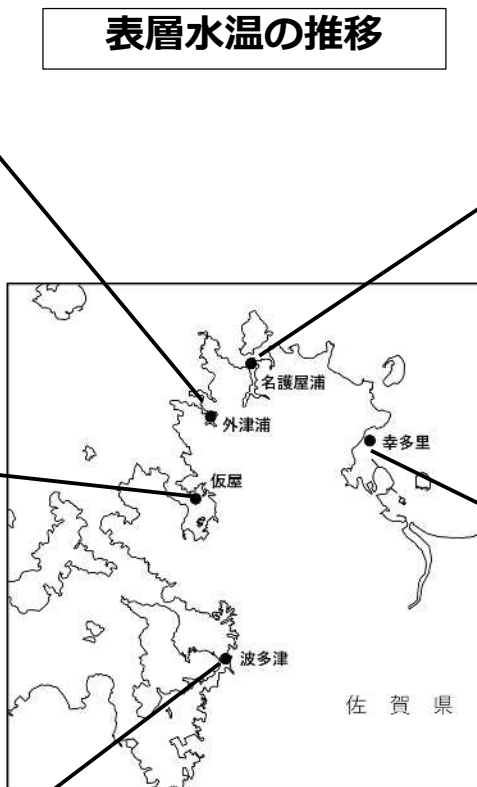 表層水温の推移
名護屋浦
外津浦
幸多里
仮屋
波多津
佐賀県